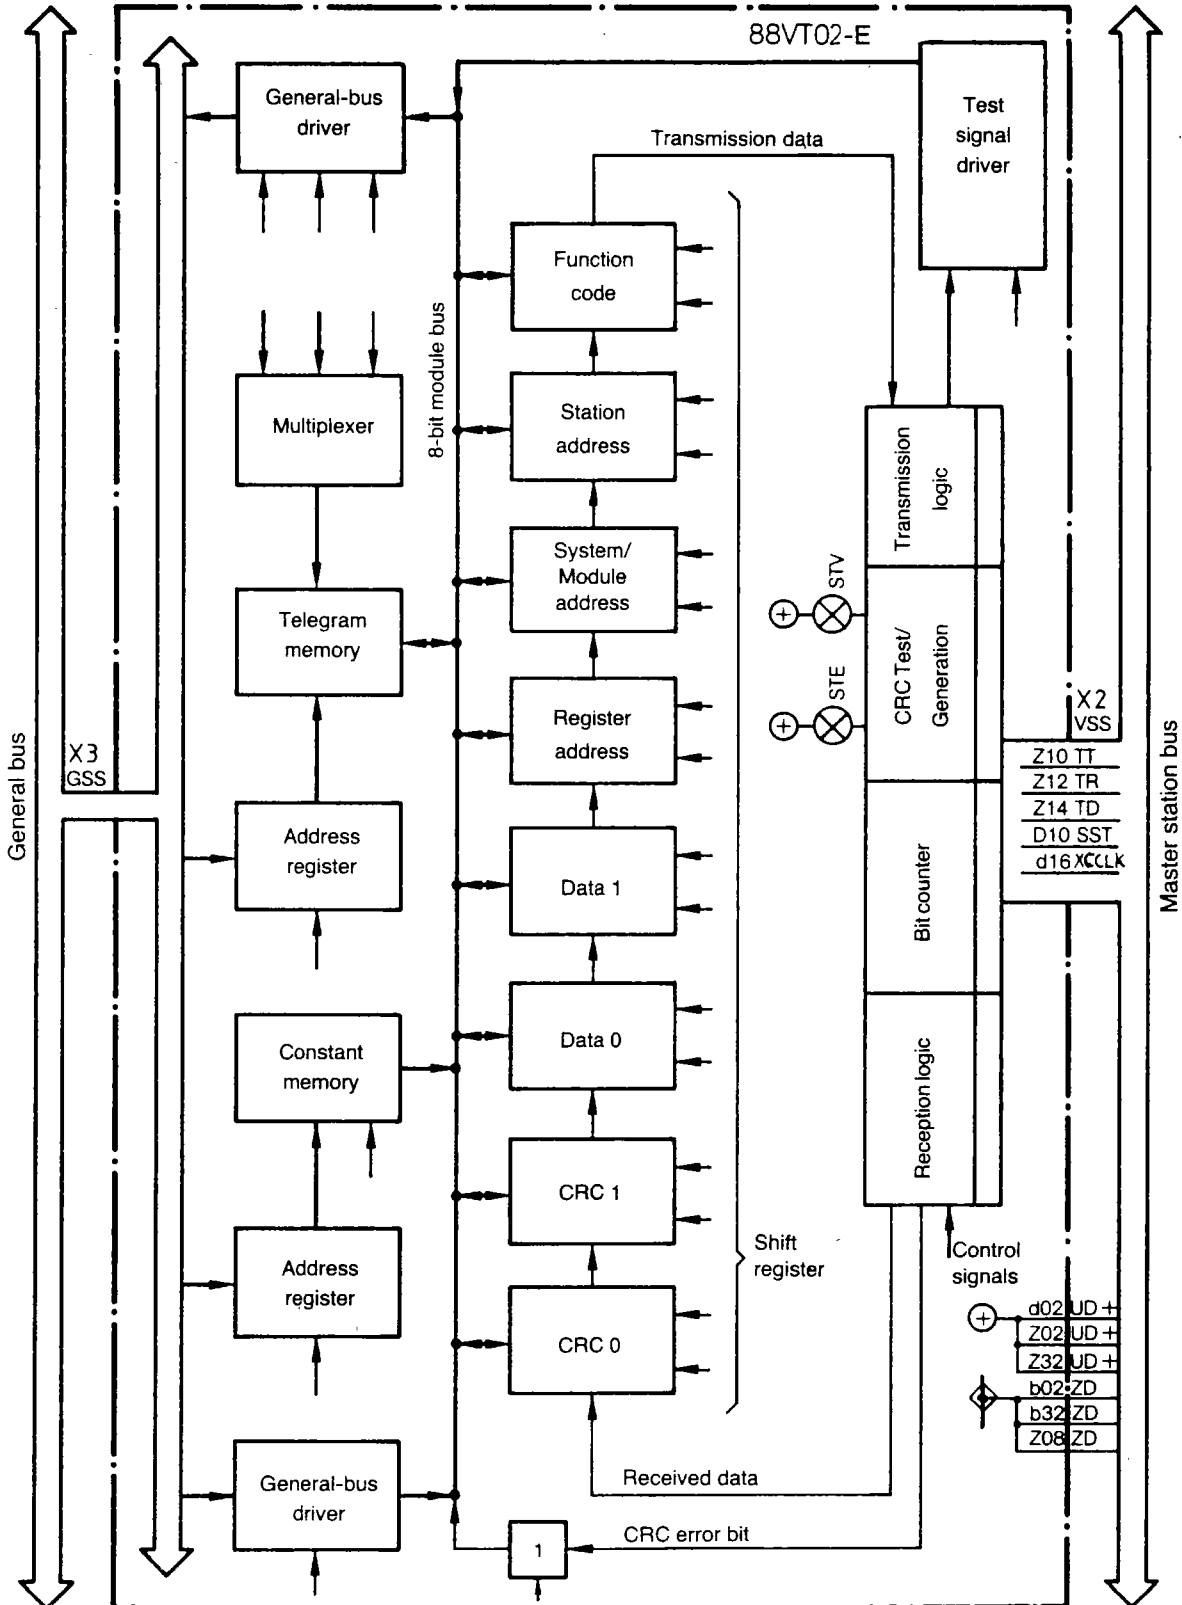 88VT02-E
General-bus
driver
Test
signal
driver
Transmission data
Function
code
8-bit module bus
Multiplexer
Station
address
Transmission
logic
System/
Module
address
STV
Telegram
memory
CRC Test/
Generation
STE
Register
address
X2
VSS
X3
GSS
General bus
Master station bus
Z10 TT
Z12 TR
Z14 TD
D10 SST
d16 XCCLK
Address
register
Data 1
Bit counter
Constant
memory
Data 0
Reception logic
CRC 1
Shift
register
Control
signals
Address
register
CRC 0
d02 UD +
Z02 UD +
Z32 UD +
b02 ZD
b32 ZD
Z08 ZD
General-bus
driver
Received data
CRC error bit
1